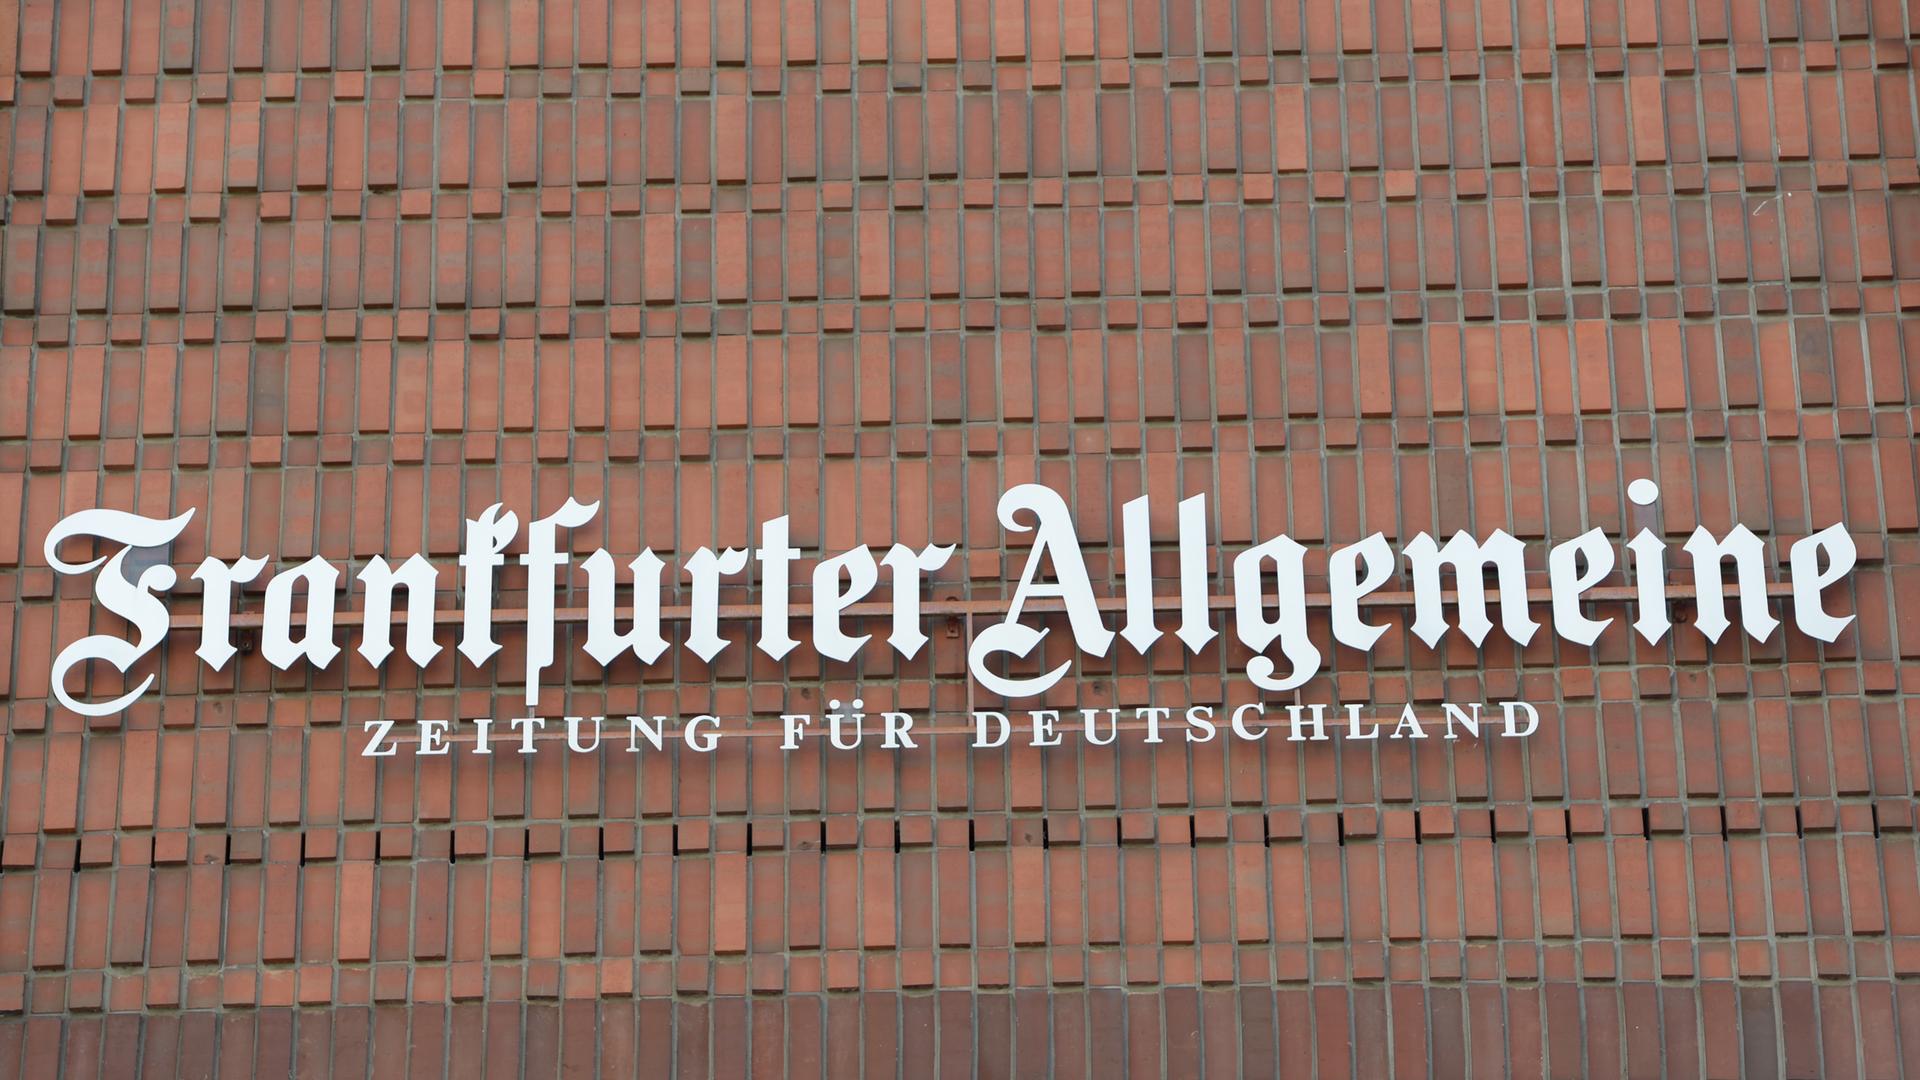 Frankfurter Allgemeine
ZEITUNG FÜR DEUTSCHLAND